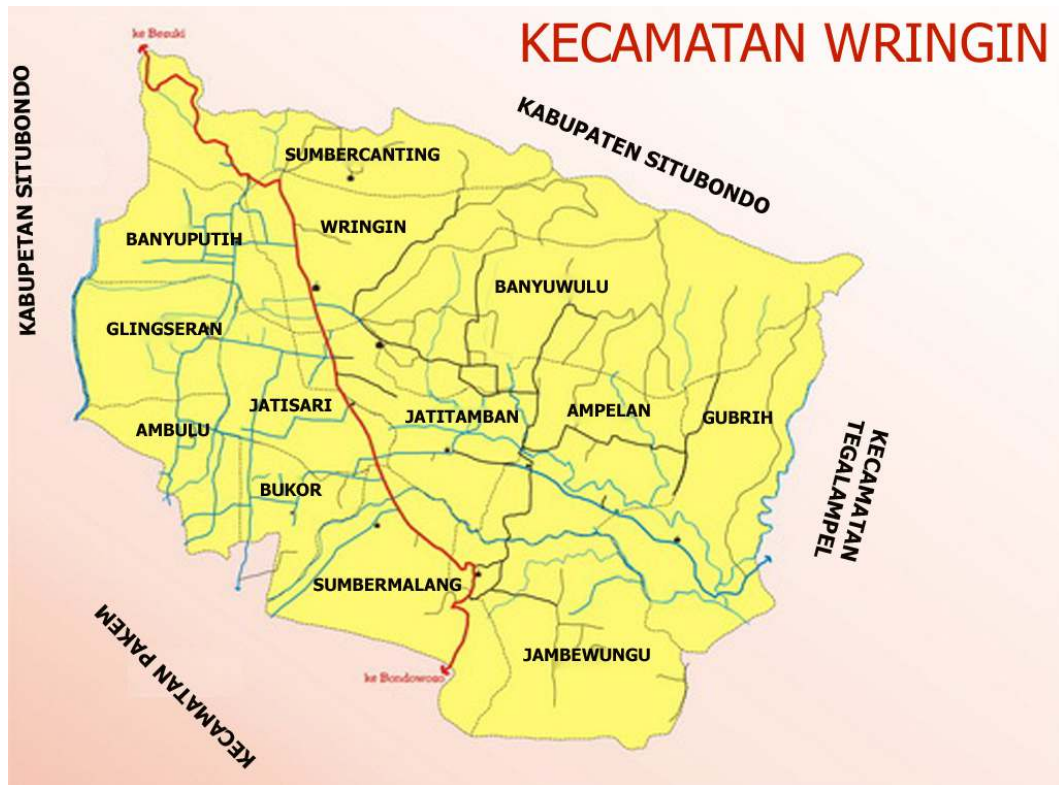 ke Besuki
KECAMATAN WRINGIN
KABUPETAN SITUBONDO
KABUPATEN SITUBONDO
SUMBERCANTING
WRINGIN
BANYUPUTIH
BANYUWULU
GLINGSERAN
JATISARI
JATITAMBAN
AMPELAN
GUBRIH
AMBULU
KECAMATAN
TEGALAMPEL
BUKOR
SUMBERMALANG
JAMBEWUNGU
ke Bondowoso
KECAMATAN PAKEM